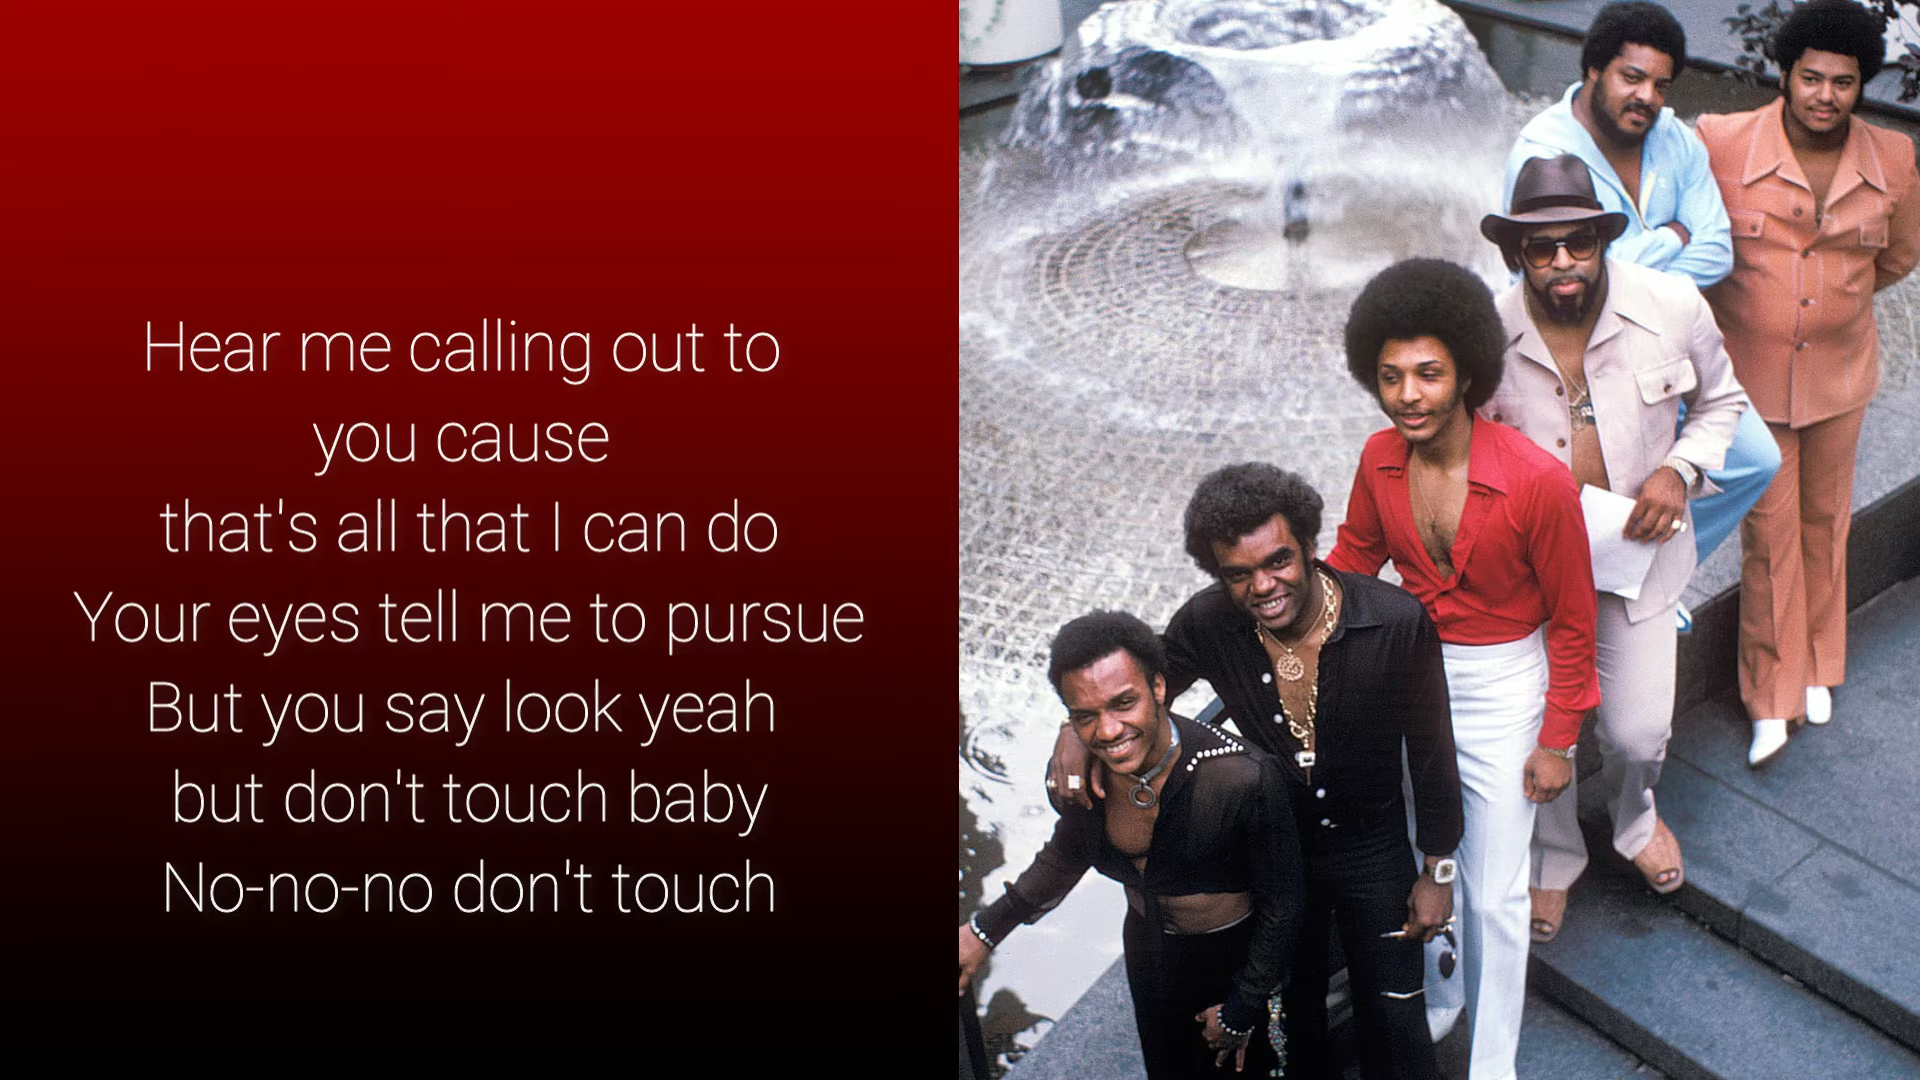 Hear me calling out to
you cause
that's all that I can do
Your eyes tell me to pursue
But you say look yeah
but don't touch baby
No-no-no don't touch